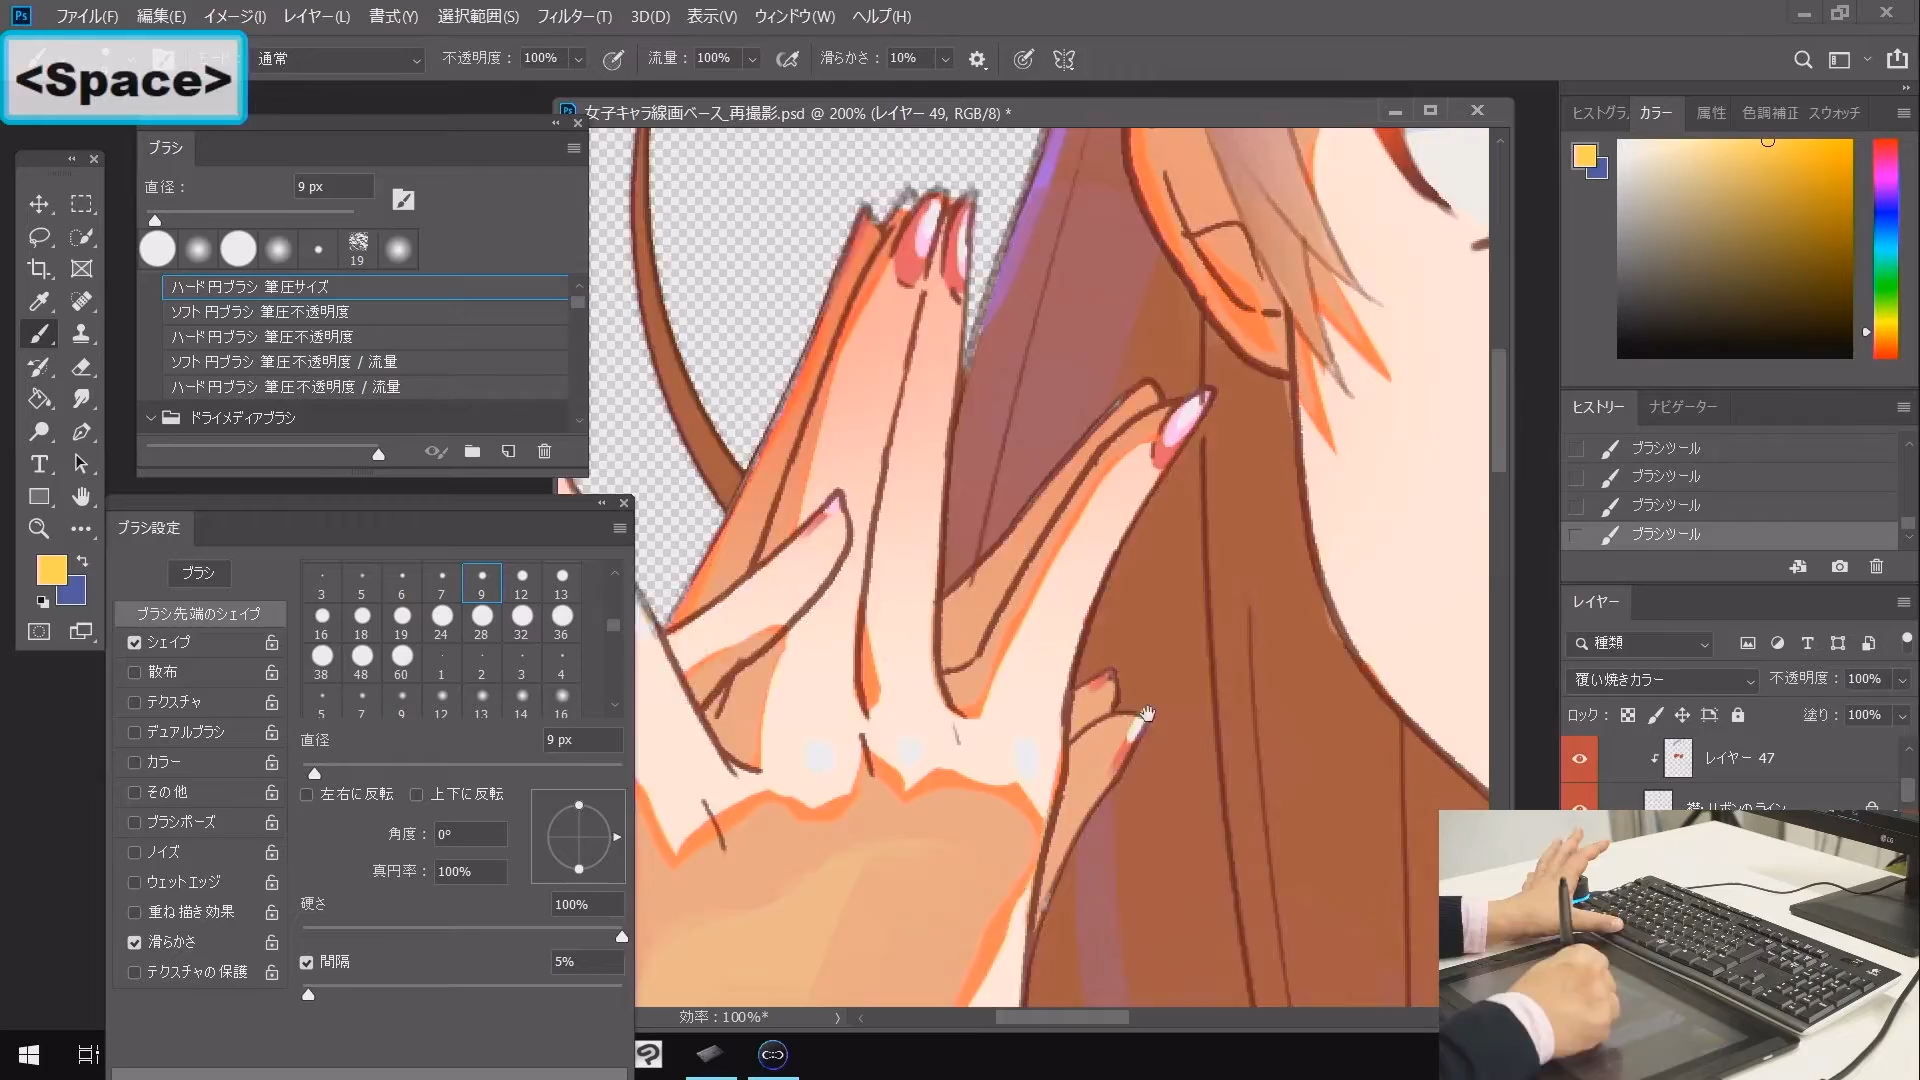 Ps ファイル(F) 編集(E) イメージ(I) レイヤー(L) 書式(Y) 選択範囲(S) フィルター(T) 3D(D) 表示(V) ウィンドウ(W) ヘルプ(H)
<Space>
通常 不透明度： 100% 流量： 100% 滑らかさ： 10%
女子キャラ線画ベース_再撮影.psd @ 200% (レイヤー 49, RGB/8) *
ブラシ
直径：
9 px
19
ハード円ブラシ 筆圧サイズ
ソフト円ブラシ 筆圧不透明度
ハード円ブラシ 筆圧不透明度
ソフト円ブラシ 筆圧不透明度 / 流量
ハード円ブラシ 筆圧不透明度 / 流量
ドライメディアブラシ
ブラシ設定
ブラシ
ブラシ先端のシェイプ
シェイプ
散布
テクスチャ
デュアルブラシ
カラー
その他
ブラシポーズ
ノイズ
ウェットエッジ
重ね描き効果
滑らかさ
テクスチャの保護
3 5 6 7 9 12 13
16 18 19 24 28 32 36
38 48 60 1 2 3 4
5 7 9 12 13 14 16
直径
9 px
左右に反転 上下に反転
角度： 0°
真円率： 100%
硬さ
100%
間隔
5%
効率：100%*
ヒストグラ カラー 属性 色調補正 スウォッチ
ヒストリー ナビゲーター
ブラシツール
ブラシツール
ブラシツール
ブラシツール
レイヤー
種類
覆い焼きカラー 不透明度： 100%
ロック： 塗り： 100%
レイヤー 47
襟・リボンのライン
LG